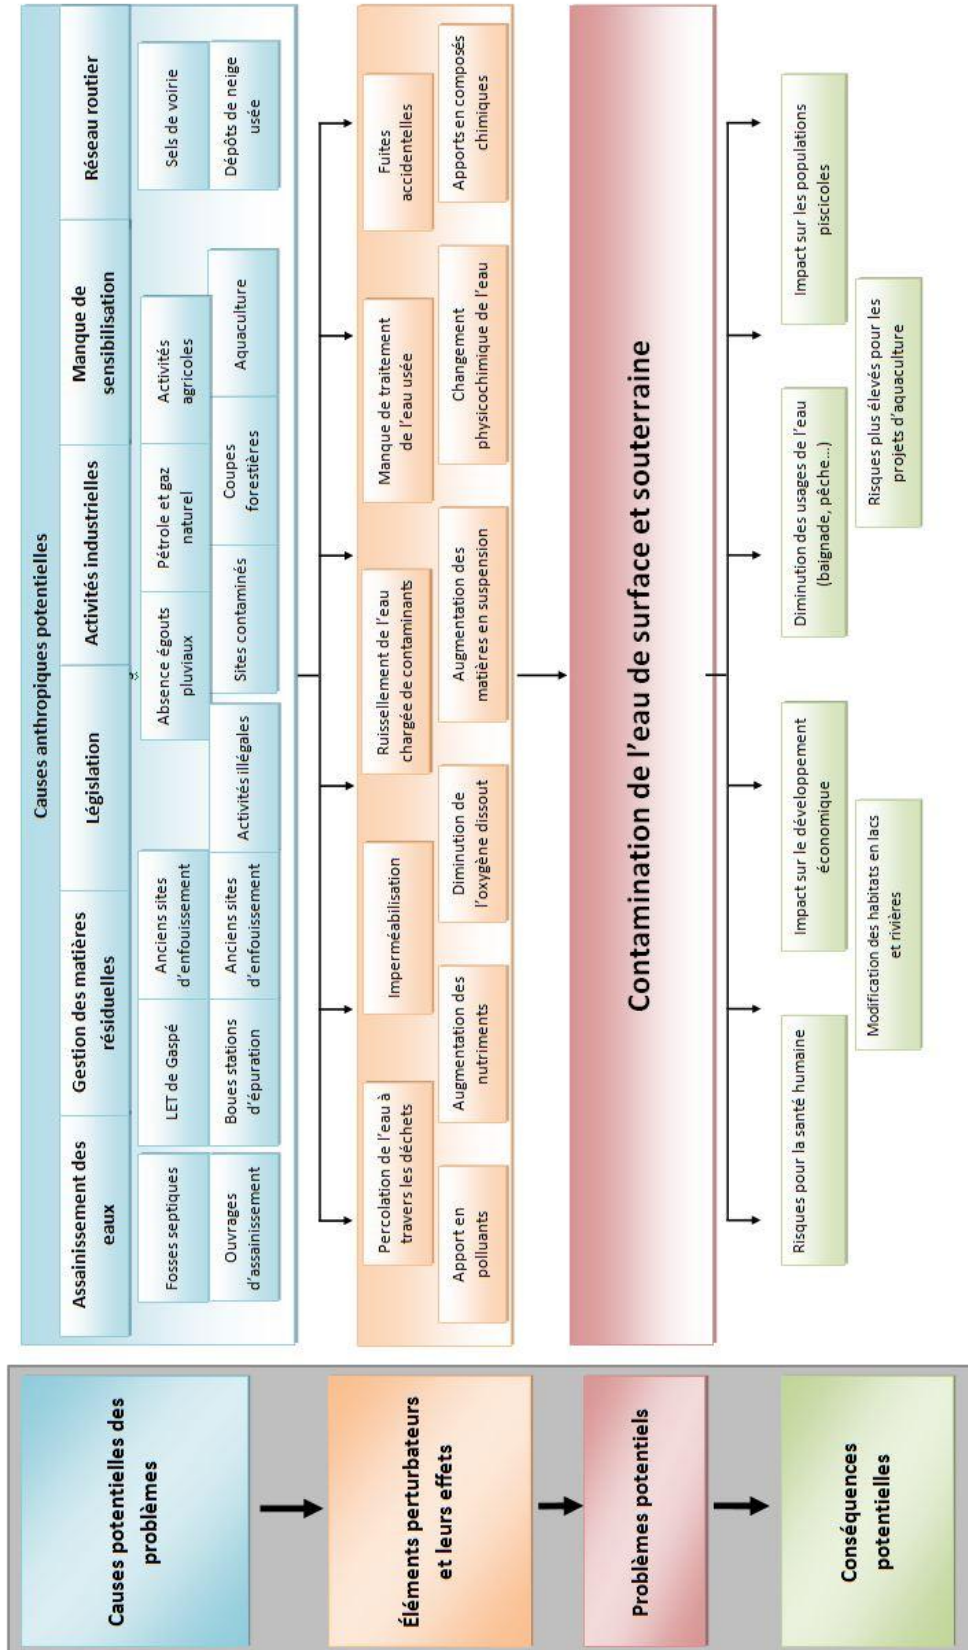 Causes potentielles des
problèmes
Éléments perturbateurs
et leurs effets
Problèmes potentiels
Conséquences
potentielles
Causes anthropiques potentielles
Assainissement des
eaux
Gestion des matières
résiduelles
Législation
Activités industrielles
Manque de
sensibilisation
Réseau routier
Fosses septiques
LET de Gaspé
Anciens sites
d'enfouissement
Absence égouts
pluviaux
Pétrole et gaz
naturel
Activités
agricoles
Sels de voirie
Ouvrages
d'assainissement
Boues stations
d'épuration
Anciens sites
d'enfouissement
Activités illégales
Sites contaminés
Coupes
forestières
Aquaculture
Dépôts de neige
usée
Percolation de l'eau à
travers les déchets
Imperméabilisation
Ruissellement de l'eau
chargée de contaminants
Manque de traitement
de l'eau usée
Fuites
accidentelles
Apport en
polluants
Augmentation des
nutriments
Diminution de
l'oxygène dissout
Augmentation des
matières en suspension
Changement
physicochimique de l'eau
Apports en composés
chimiques
Contamination de l'eau de surface et souterraine
Risques pour la santé humaine
Impact sur le développement
économique
Diminution des usages de l'eau
(baignade, pêche...)
Impact sur les populations
piscicoles
Modification des habitats en lacs
et rivières
Risques plus élevés pour les
projets d'aquaculture